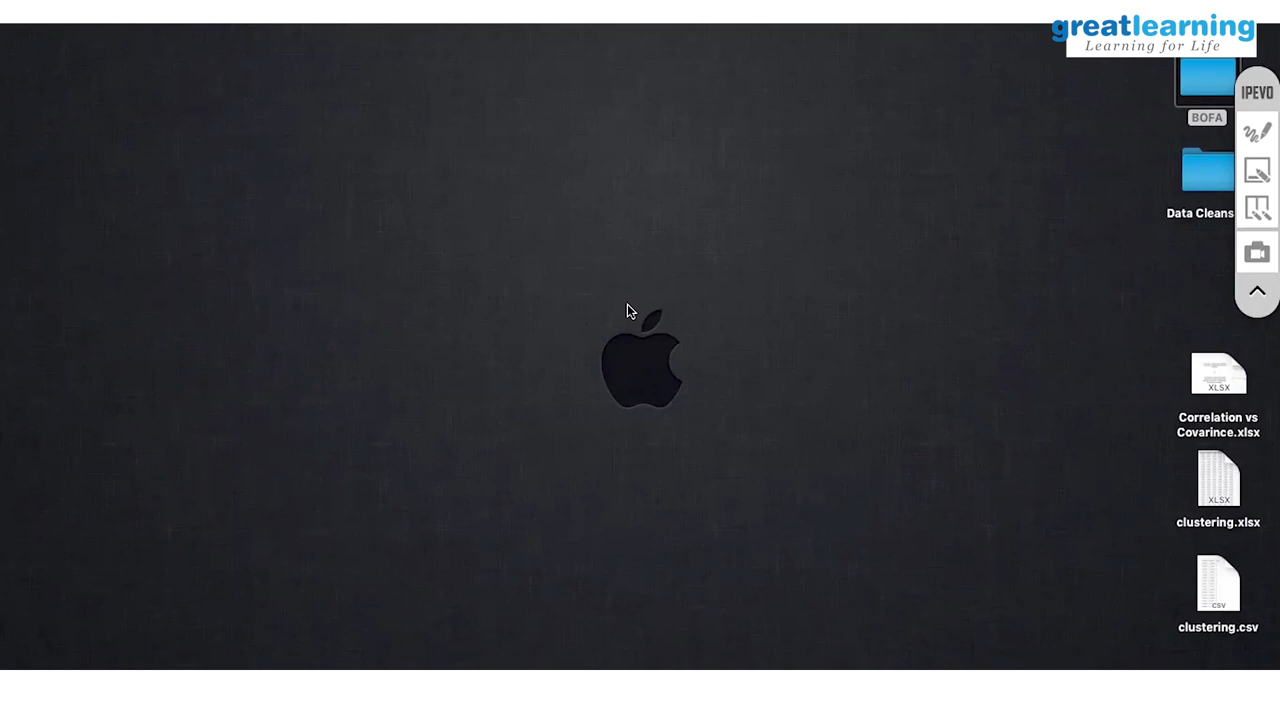 greatlearning
Learning for Life
IPEVO
BOFA
Data Cleans
XLSX
Correlation vs
Covarince.xlsx
XLSX
clustering.xlsx
CSV
clustering.csv